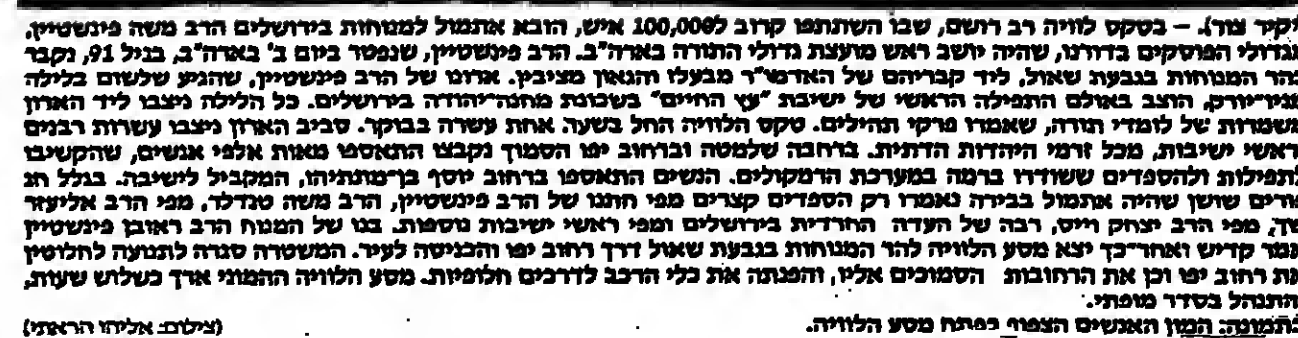 (יקיר צור). – בטקס לוויה רב רושם, שבו השתתפו קרוב ל־100,000 איש, הובא אתמול למנוחות בירושלים הרב משה פינשטיין,
מגדולי הפוסקים בדורנו, שהיה יושב ראש מועצת גדולי התורה בארה"ב. הרב פינשטיין, שנפטר ביום ב' בארה"ב, בגיל 91, נקבר
בהר המנוחות בגבעת שאול, ליד קבריהם של האדמו"ר מבעלז והגאון מציבין. ארונו של הרב פינשטיין, שהגיע שלשום בלילה
מניו־יורק, הוצב באולם התפילה הראשי של ישיבת "עץ החיים" בשכונת מחנה־יהודה בירושלים. כל הלילה ניצבו ליד הארון
משמרות של לומדי תורה, שאמרו פרקי תהילים. טקס הלוויה החל בשעה אחת עשרה בבוקר. סביב הארון ניצבו עשרות רבנים
וראשי ישיבות, מכל זרמי היהדות הדתית. ברחבה שלמטה וברחוב יפו הסמוך נקבצו התאספו מאות אלפי אנשים, שהקשיבו
לתפילות ולהספדים ששודרו ברמה במערכת הרמקולים. הנשים התאספו ברחוב יוסף בן־מתתיהו, המקביל לישיבה. בגלל חג
פורים שושן שהיה אתמול בבירה נאמרו רק הספדים קצרים מפי חתנו של הרב פינשטיין, הרב משה טנדלר, מפי הרב אליעזר
שך, מפי הרב יצחק וייס, רבה של העדה החרדית בירושלים ומפי ראשי ישיבות נוספות. בנו של המנוח הרב ראובן פינשטיין
אמר קדיש ואחר־כך יצא מסע הלוויה להר המנוחות בגבעת שאול דרך רחוב יפו והכניסה לעיר. המשטרה סגרה לתנועה לחלוטין
את רחוב יפו וכן את הרחובות הסמוכים אליו, והפנתה את כלי הרכב לדרכים חלופיות. מסע הלוויה ההמוני ארך כשלוש שעות,
והתנהל בסדר מופתי.
בתמונה: המון האנשים הצפוף בפתח מסע הלוויה. (צילום: אליהו הראתי)